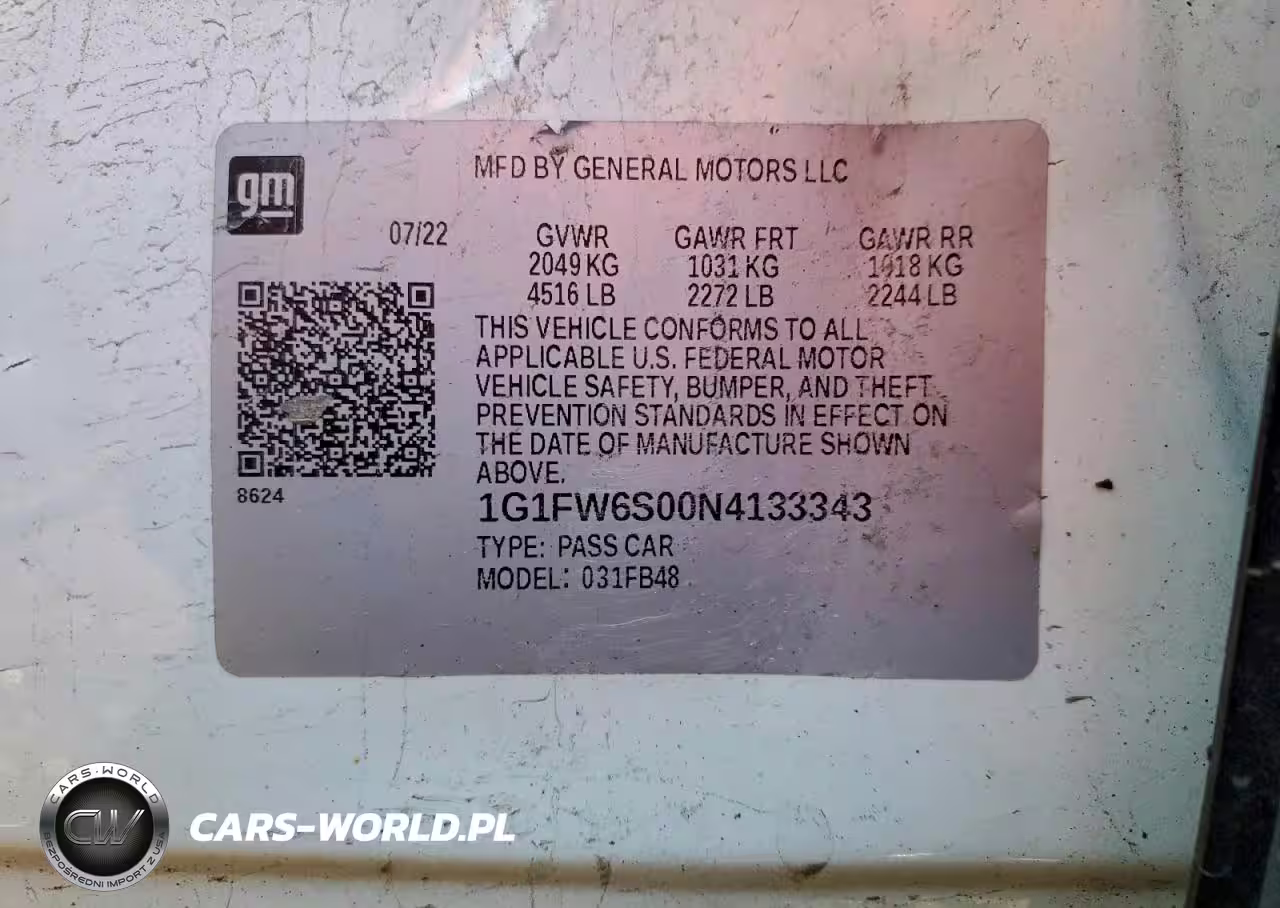 gm
MFD BY GENERAL MOTORS LLC
07/22
GVWR GAWR FRT GAWR RR
2049 KG 1031 KG 1018 KG
4516 LB 2272 LB 2244 LB
THIS VEHICLE CONFORMS TO ALL
APPLICABLE U.S. FEDERAL MOTOR
VEHICLE SAFETY, BUMPER, AND THEFT
PREVENTION STANDARDS IN EFFECT ON
THE DATE OF MANUFACTURE SHOWN
ABOVE.
8624
1G1FW6S00N4133343
TYPE: PASS CAR
MODEL: 031FB48
CARS-WORLD
CW
BEZPOŚREDNI IMPORT Z USA
CARS-WORLD.PL